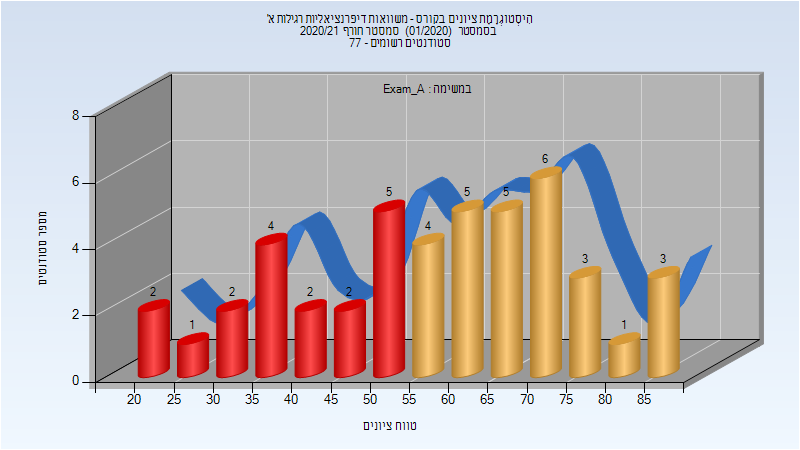 הִיסְטוֹגְרָמַת ציונים בקורס - משוואות דיפרנציאליות רגילות א'
בסמסטר (01/2020) סמסטר חורף 2020/21
סטודנטים רשומים - 77
במשימה : Exam_A
מספר סטודנטים
8
6
4
2
0
2
1
2
4
2
2
5
4
5
5
6
3
1
3
20 25 30 35 40 45 50 55 60 65 70 75 80 85
טווח ציונים